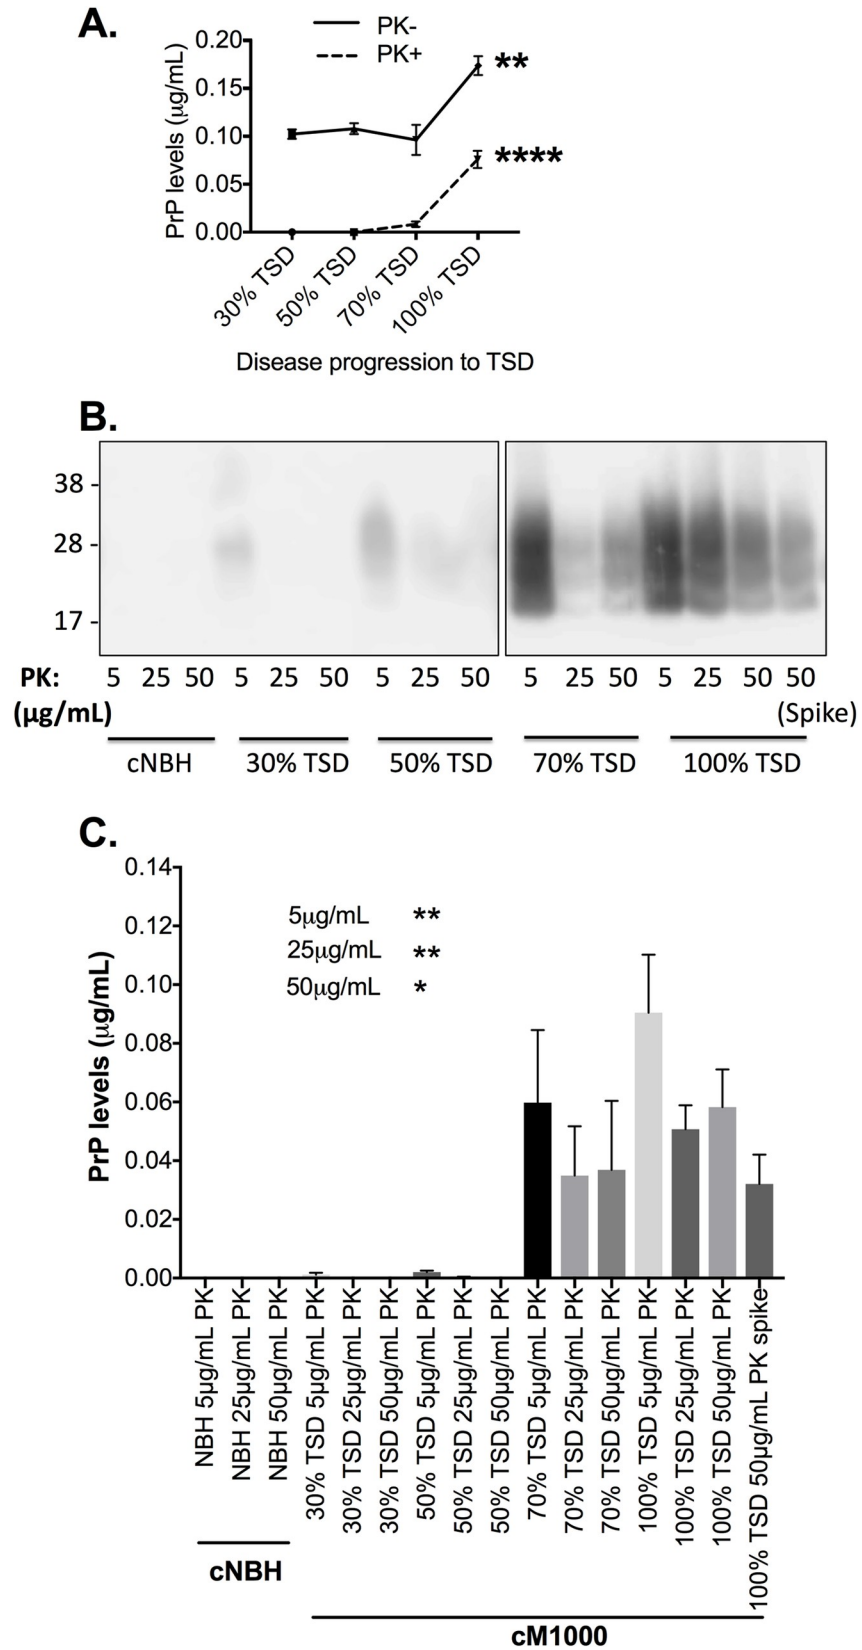 A.
PK-
PK+
0.20
0.15
0.10
0.05
0.00
PrP levels (µg/mL)
**
****
30% TSD
50% TSD
70% TSD
100% TSD
Disease progression to TSD
B.
38 -
28 -
17 -
PK: 5 25 50 5 25 50 5 25 50 5 25 50 5 25 50 50
(µg/mL) (Spike)
cNBH 30% TSD 50% TSD 70% TSD 100% TSD
C.
0.14
0.12
0.10
0.08
0.06
0.04
0.02
0.00
PrP levels (µg/mL)
5µg/mL **
25µg/mL **
50µg/mL *
NBH 5µg/mL PK
NBH 25µg/mL PK
NBH 50µg/mL PK
30% TSD 5µg/mL PK
30% TSD 25µg/mL PK
30% TSD 50µg/mL PK
50% TSD 5µg/mL PK
50% TSD 25µg/mL PK
50% TSD 50µg/mL PK
70% TSD 5µg/mL PK
70% TSD 25µg/mL PK
70% TSD 50µg/mL PK
100% TSD 5µg/mL PK
100% TSD 25µg/mL PK
100% TSD 50µg/mL PK
100% TSD 50µg/mL PK spike
cNBH
cM1000